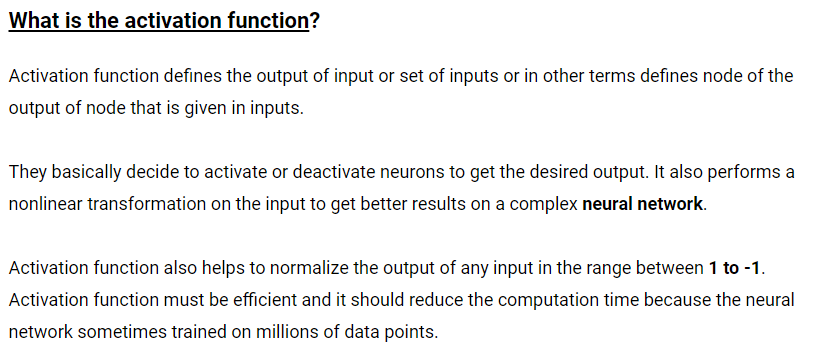 What is the activation function?
Activation function defines the output of input or set of inputs or in other terms defines node of the
output of node that is given in inputs.
They basically decide to activate or deactivate neurons to get the desired output. It also performs a
nonlinear transformation on the input to get better results on a complex neural network.
Activation function also helps to normalize the output of any input in the range between 1 to -1.
Activation function must be efficient and it should reduce the computation time because the neural
network sometimes trained on millions of data points.